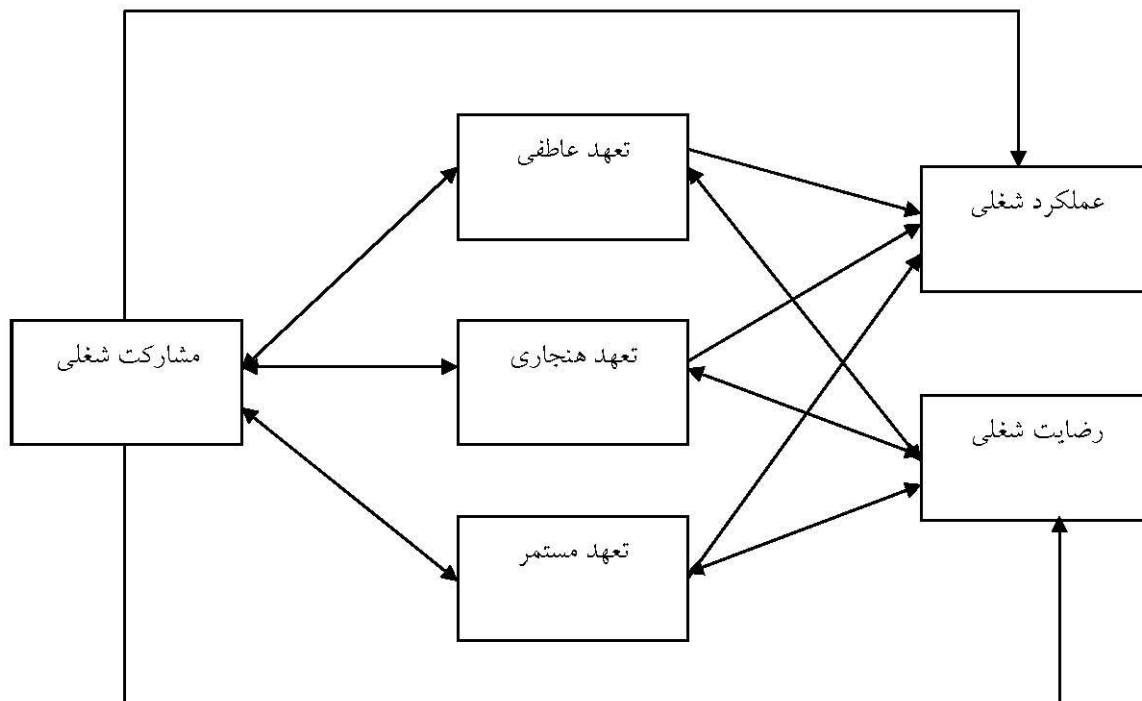 تعهد عاطفی
عملکرد شغلی
مشارکت شغلی
تعهد هنجاری
رضایت شغلی
تعهد مستمر